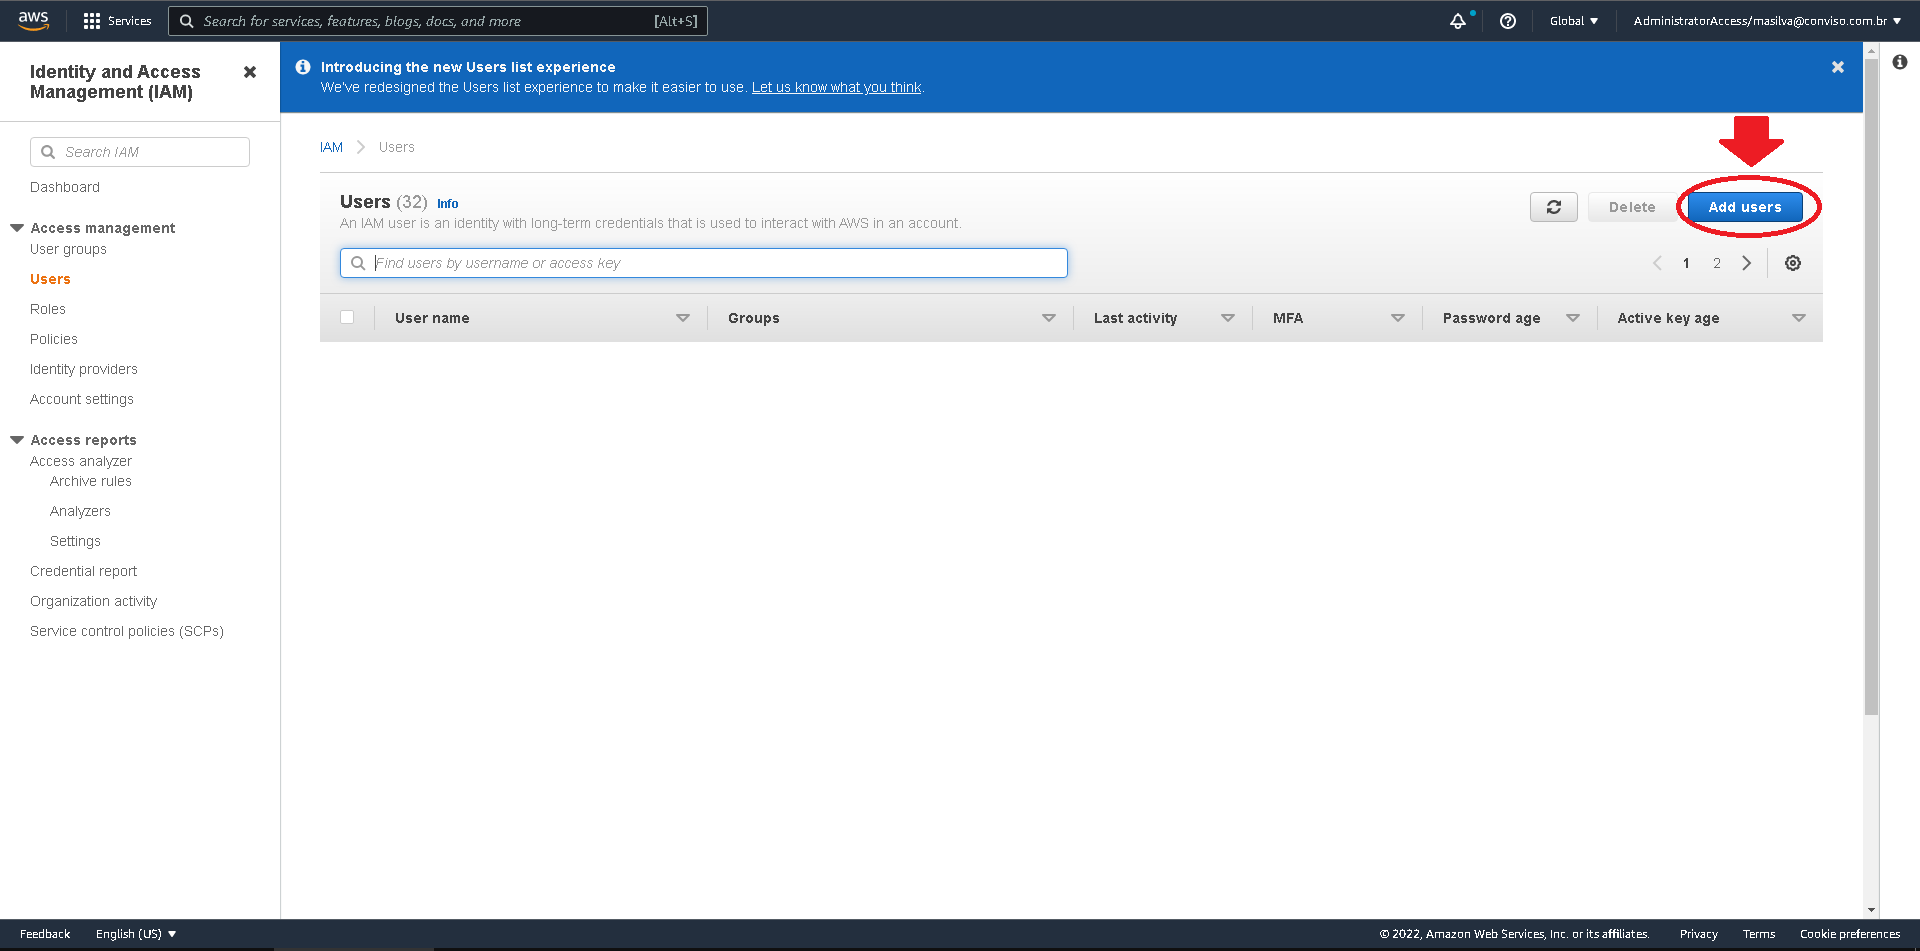 aws
Services
Search for services, features, blogs, docs, and more
[Alt+S]
Global
AdministratorAccess/masilva@conviso.com.br
Identity and Access
Management (IAM)
Search IAM
Dashboard
Access management
User groups
Users
Roles
Policies
Identity providers
Account settings
Access reports
Access analyzer
Archive rules
Analyzers
Settings
Credential report
Organization activity
Service control policies (SCPs)
Introducing the new Users list experience
We've redesigned the Users list experience to make it easier to use. Let us know what you think.
IAM
Users
Users (32) Info
An IAM user is an identity with long-term credentials that is used to interact with AWS in an account.
Delete
Add users
Find users by username or access key
1
2
User name
Groups
Last activity
MFA
Password age
Active key age
Feedback
English (US)
© 2022, Amazon Web Services, Inc. or its affiliates.
Privacy
Terms
Cookie preferences